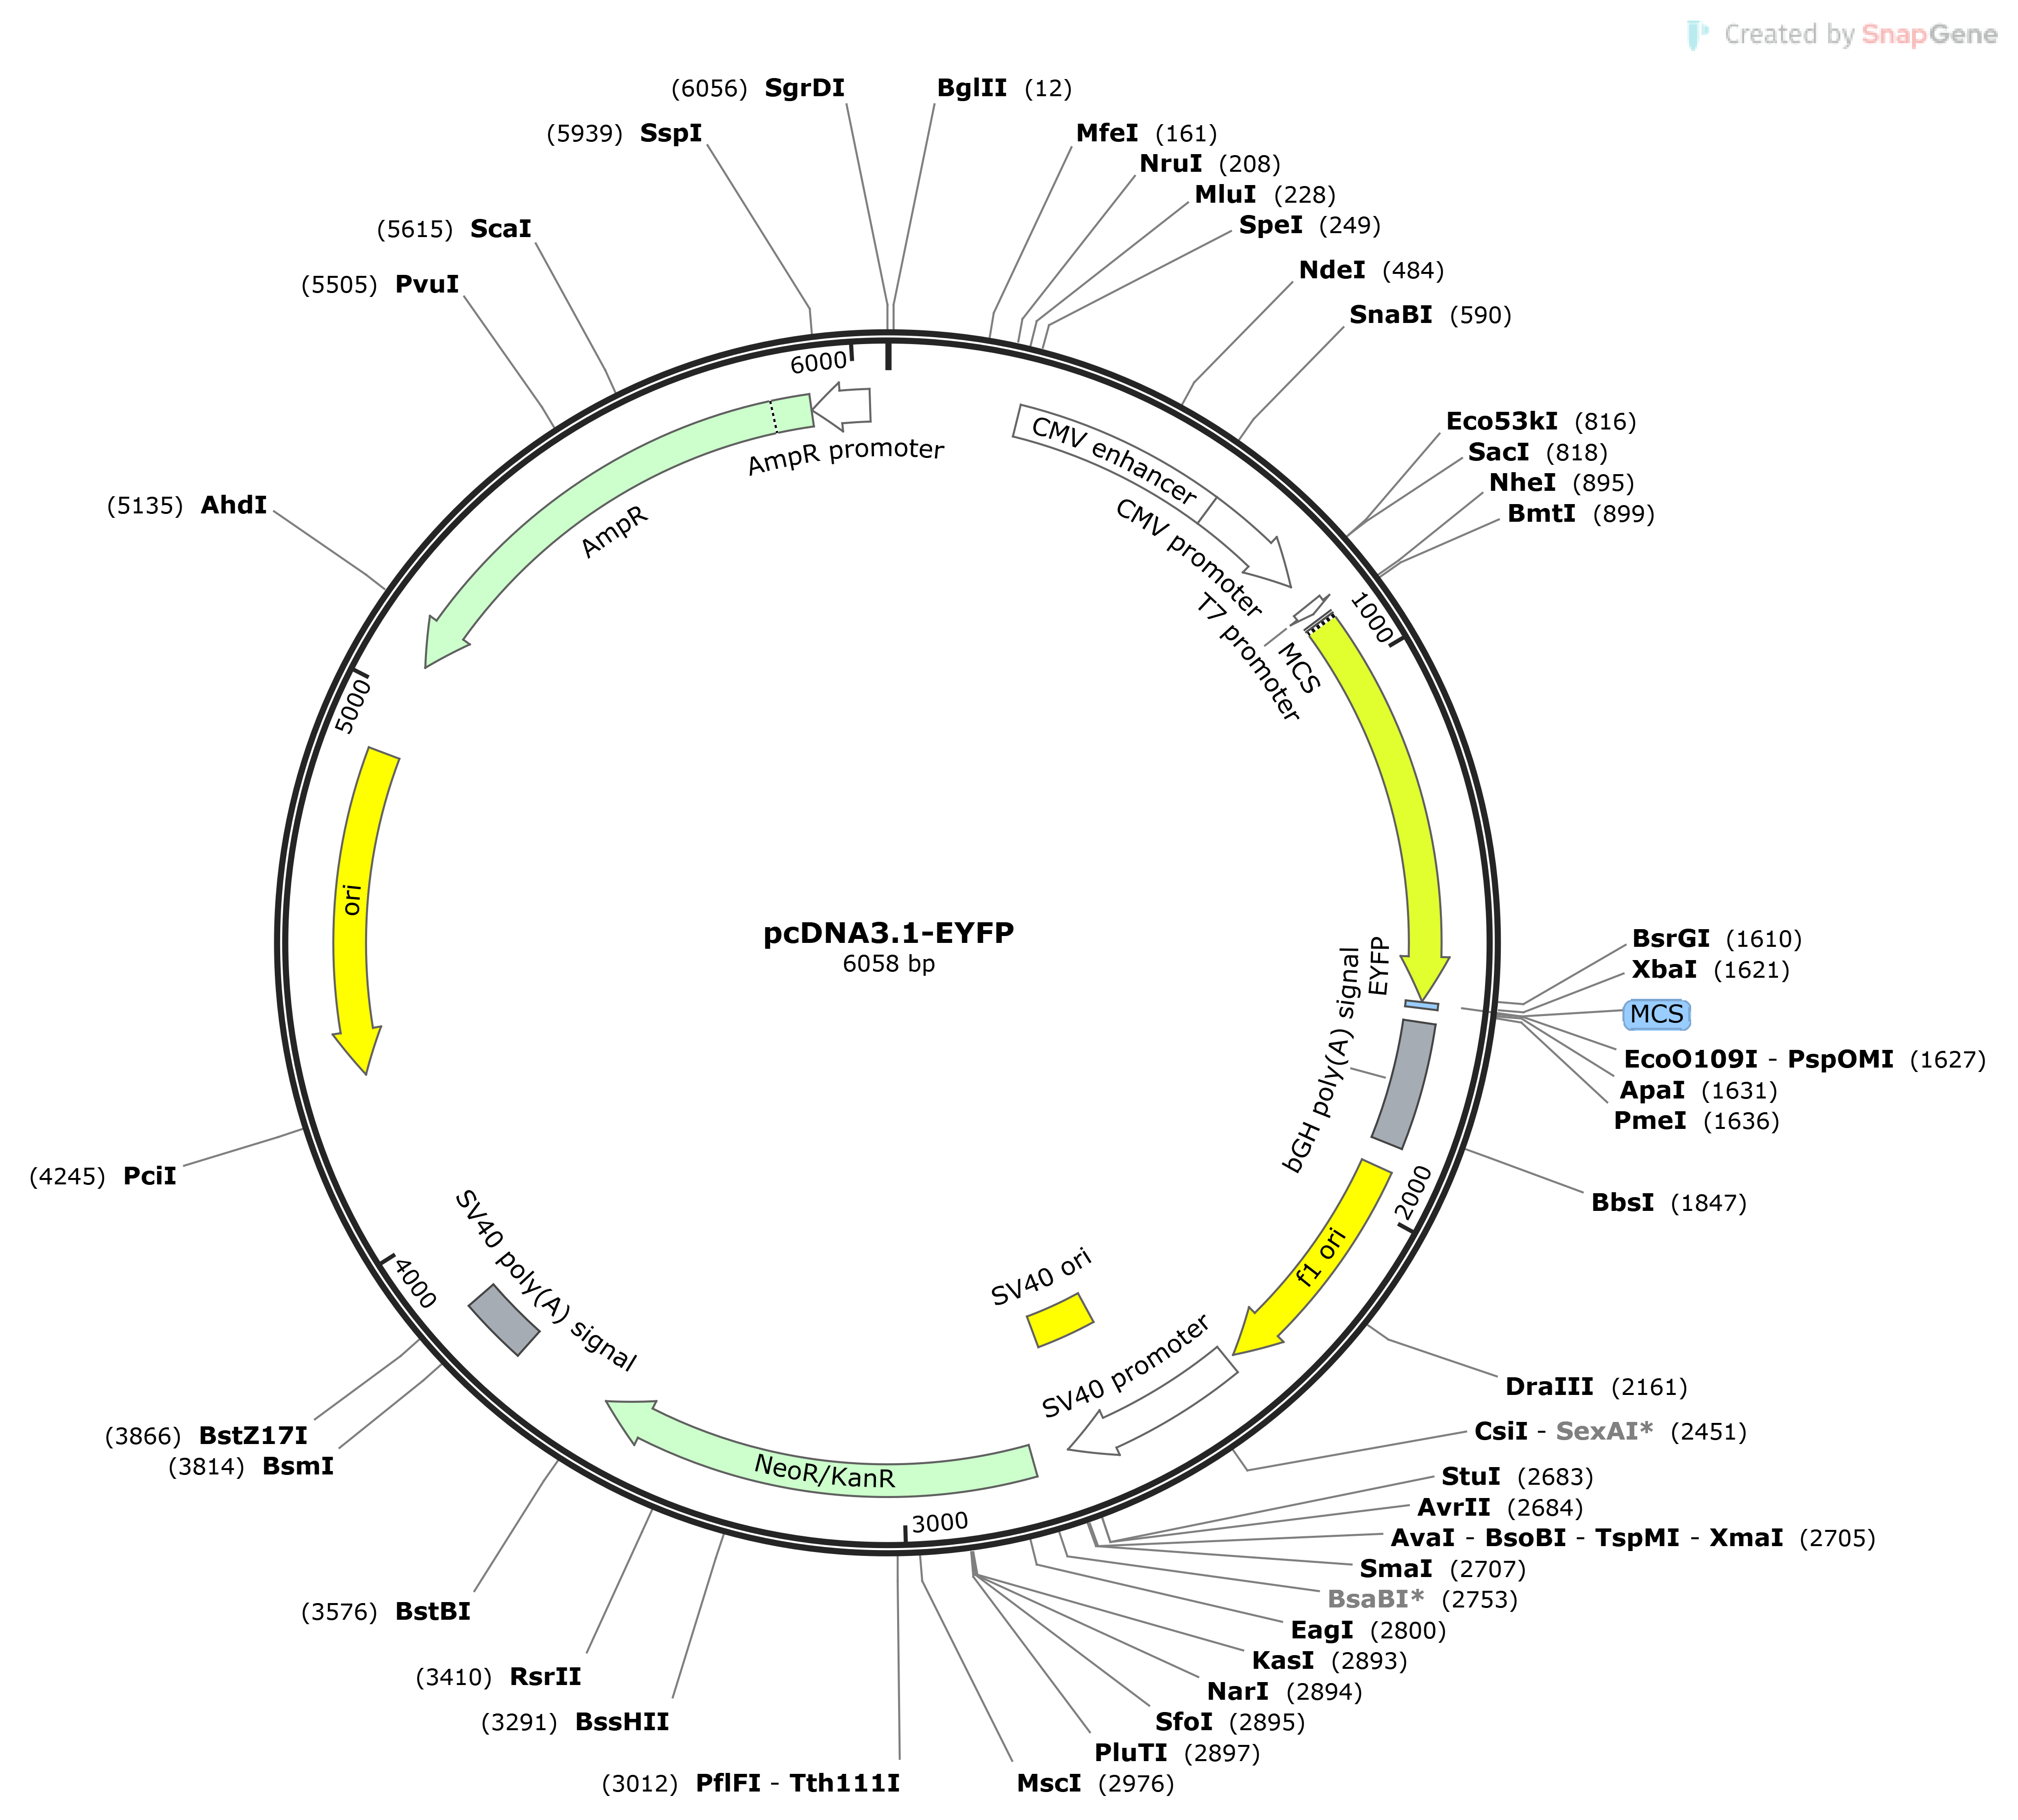 Created by SnapGene
(6056) SgrDI
BglII (12)
(5939) SspI
MfeI (161)
NruI (208)
MluI (228)
SpeI (249)
(5615) ScaI
NdeI (484)
(5505) PvuI
SnaBI (590)
6000
AmpR promoter
CMV enhancer
CMV promoter
Eco53kI (816)
SacI (818)
NheI (895)
BmtI (899)
(5135) AhdI
AmpR
T7 promoter
MCS
1000
5000
ori
pcDNA3.1-EYFP
6058 bp
EYFP
bGH poly(A) signal
BsrGI (1610)
XbaI (1621)
MCS
EcoO109I - PspOMI (1627)
ApaI (1631)
PmeI (1636)
(4245) PciI
BbsI (1847)
2000
f1 ori
SV40 ori
SV40 poly(A) signal
4000
SV40 promoter
DraIII (2161)
CsiI - SexAI* (2451)
(3866) BstZ17I
(3814) BsmI
NeoR/KanR
StuI (2683)
AvrII (2684)
3000
AvaI - BsoBI - TspMI - XmaI (2705)
SmaI (2707)
BsaBI* (2753)
(3576) BstBI
EagI (2800)
KasI (2893)
(3410) RsrII
NarI (2894)
(3291) BssHII
SfoI (2895)
PluTI (2897)
(3012) PflFI - Tth111I
MscI (2976)